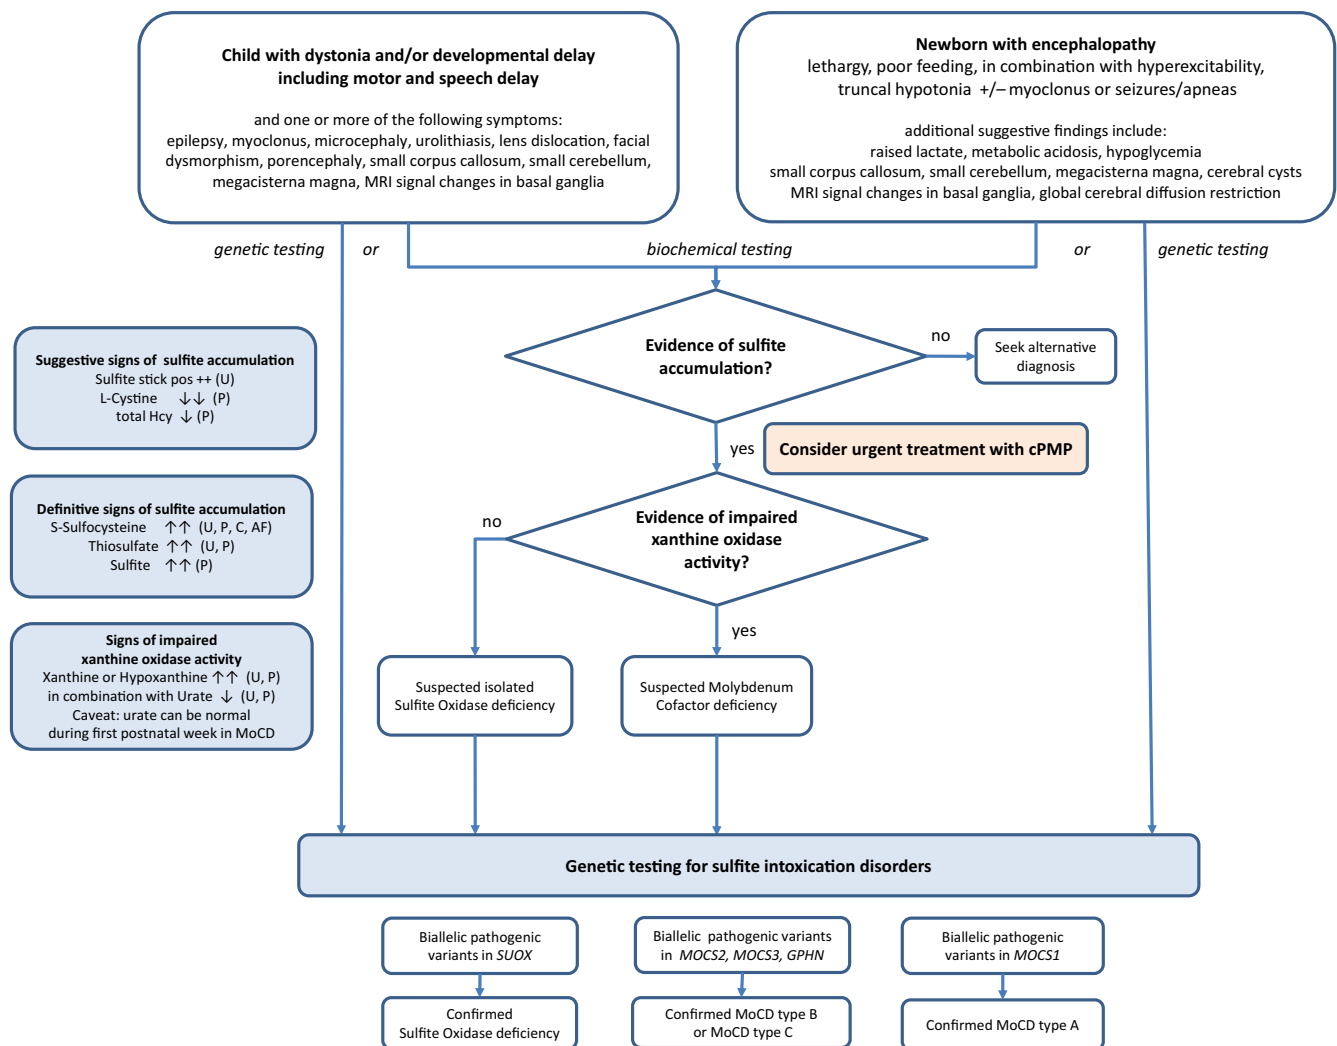 Child with dystonia and/or developmental delay
including motor and speech delay
and one or more of the following symptoms:
epilepsy, myoclonus, microcephaly, urolithiasis, lens dislocation, facial
dysmorphism, porencephaly, small corpus callosum, small cerebellum,
megacisterna magna, MRI signal changes in basal ganglia
Newborn with encephalopathy
lethargy, poor feeding, in combination with hyperexcitability,
truncal hypotonia +/– myoclonus or seizures/apneas
additional suggestive findings include:
raised lactate, metabolic acidosis, hypoglycemia
small corpus callosum, small cerebellum, megacisterna magna, cerebral cysts
MRI signal changes in basal ganglia, global cerebral diffusion restriction
genetic testing or biochemical testing or genetic testing
Evidence of sulfite
accumulation?
no
Seek alternative
diagnosis
Suggestive signs of sulfite accumulation
Sulfite stick pos ++ (U)
L-Cystine ↓↓ (P)
total Hcy ↓ (P)
yes
Consider urgent treatment with cPMP
Definitive signs of sulfite accumulation
S-Sulfocysteine ↑↑ (U, P, C, AF)
Thiosulfate ↑↑ (U, P)
Sulfite ↑↑ (P)
Evidence of impaired
xanthine oxidase
activity?
no
yes
Signs of impaired
xanthine oxidase activity
Xanthine or Hypoxanthine ↑↑ (U, P)
in combination with Urate ↓ (U, P)
Caveat: urate can be normal
during first postnatal week in MoCD
Suspected isolated
Sulfite Oxidase deficiency
Suspected Molybdenum
Cofactor deficiency
Genetic testing for sulfite intoxication disorders
Biallelic pathogenic
variants in SUOX
Biallelic pathogenic variants
in MOCS2, MOCS3, GPHN
Biallelic pathogenic
variants in MOCS1
Confirmed
Sulfite Oxidase deficiency
Confirmed MoCD type B
or MoCD type C
Confirmed MoCD type A